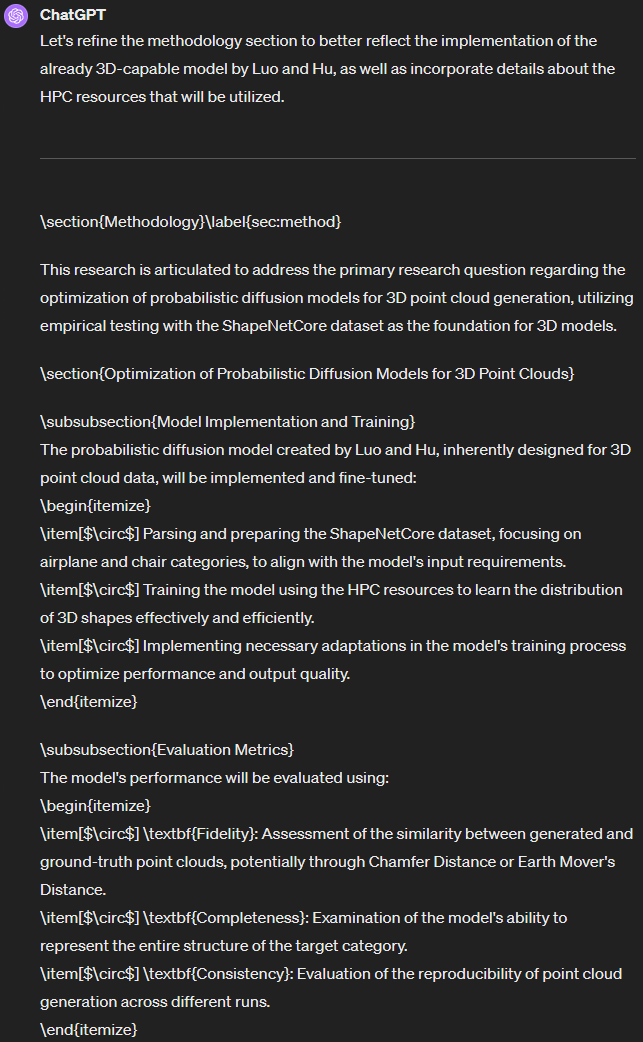 ChatGPT
Let's refine the methodology section to better reflect the implementation of the
already 3D-capable model by Luo and Hu, as well as incorporate details about the
HPC resources that will be utilized.
\section{Methodology}\label{sec:method}
This research is articulated to address the primary research question regarding the
optimization of probabilistic diffusion models for 3D point cloud generation, utilizing
empirical testing with the ShapeNetCore dataset as the foundation for 3D models.
\section{Optimization of Probabilistic Diffusion Models for 3D Point Clouds}
\subsubsection{Model Implementation and Training}
The probabilistic diffusion model created by Luo and Hu, inherently designed for 3D
point cloud data, will be implemented and fine-tuned:
\begin{itemize}
\item[$\circ$] Parsing and preparing the ShapeNetCore dataset, focusing on
airplane and chair categories, to align with the model's input requirements.
\item[$\circ$] Training the model using the HPC resources to learn the distribution
of 3D shapes effectively and efficiently.
\item[$\circ$] Implementing necessary adaptations in the model's training process
to optimize performance and output quality.
\end{itemize}
\subsubsection{Evaluation Metrics}
The model's performance will be evaluated using:
\begin{itemize}
\item[$\circ$] \textbf{Fidelity}: Assessment of the similarity between generated and
ground-truth point clouds, potentially through Chamfer Distance or Earth Mover's
Distance.
\item[$\circ$] \textbf{Completeness}: Examination of the model's ability to
represent the entire structure of the target category.
\item[$\circ$] \textbf{Consistency}: Evaluation of the reproducibility of point cloud
generation across different runs.
\end{itemize}